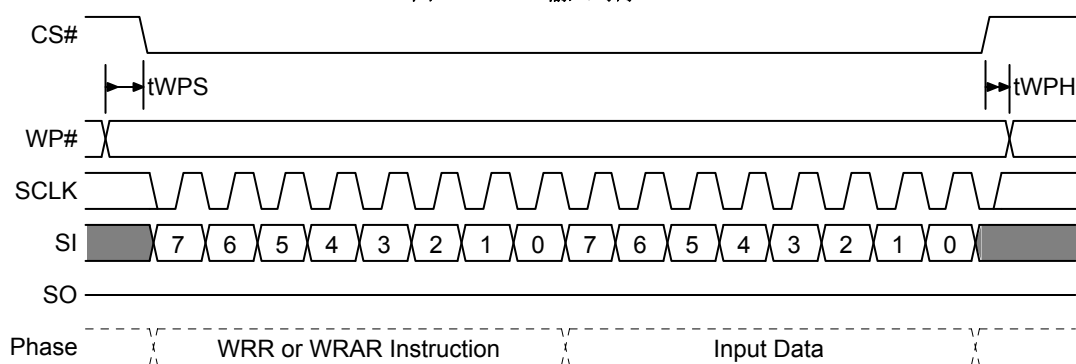 CS#
tWPS
tWPH
WP#
SCLK
SI 7 6 5 4 3 2 1 0 7 6 5 4 3 2 1 0
SO
Phase WRR or WRAR Instruction Input Data